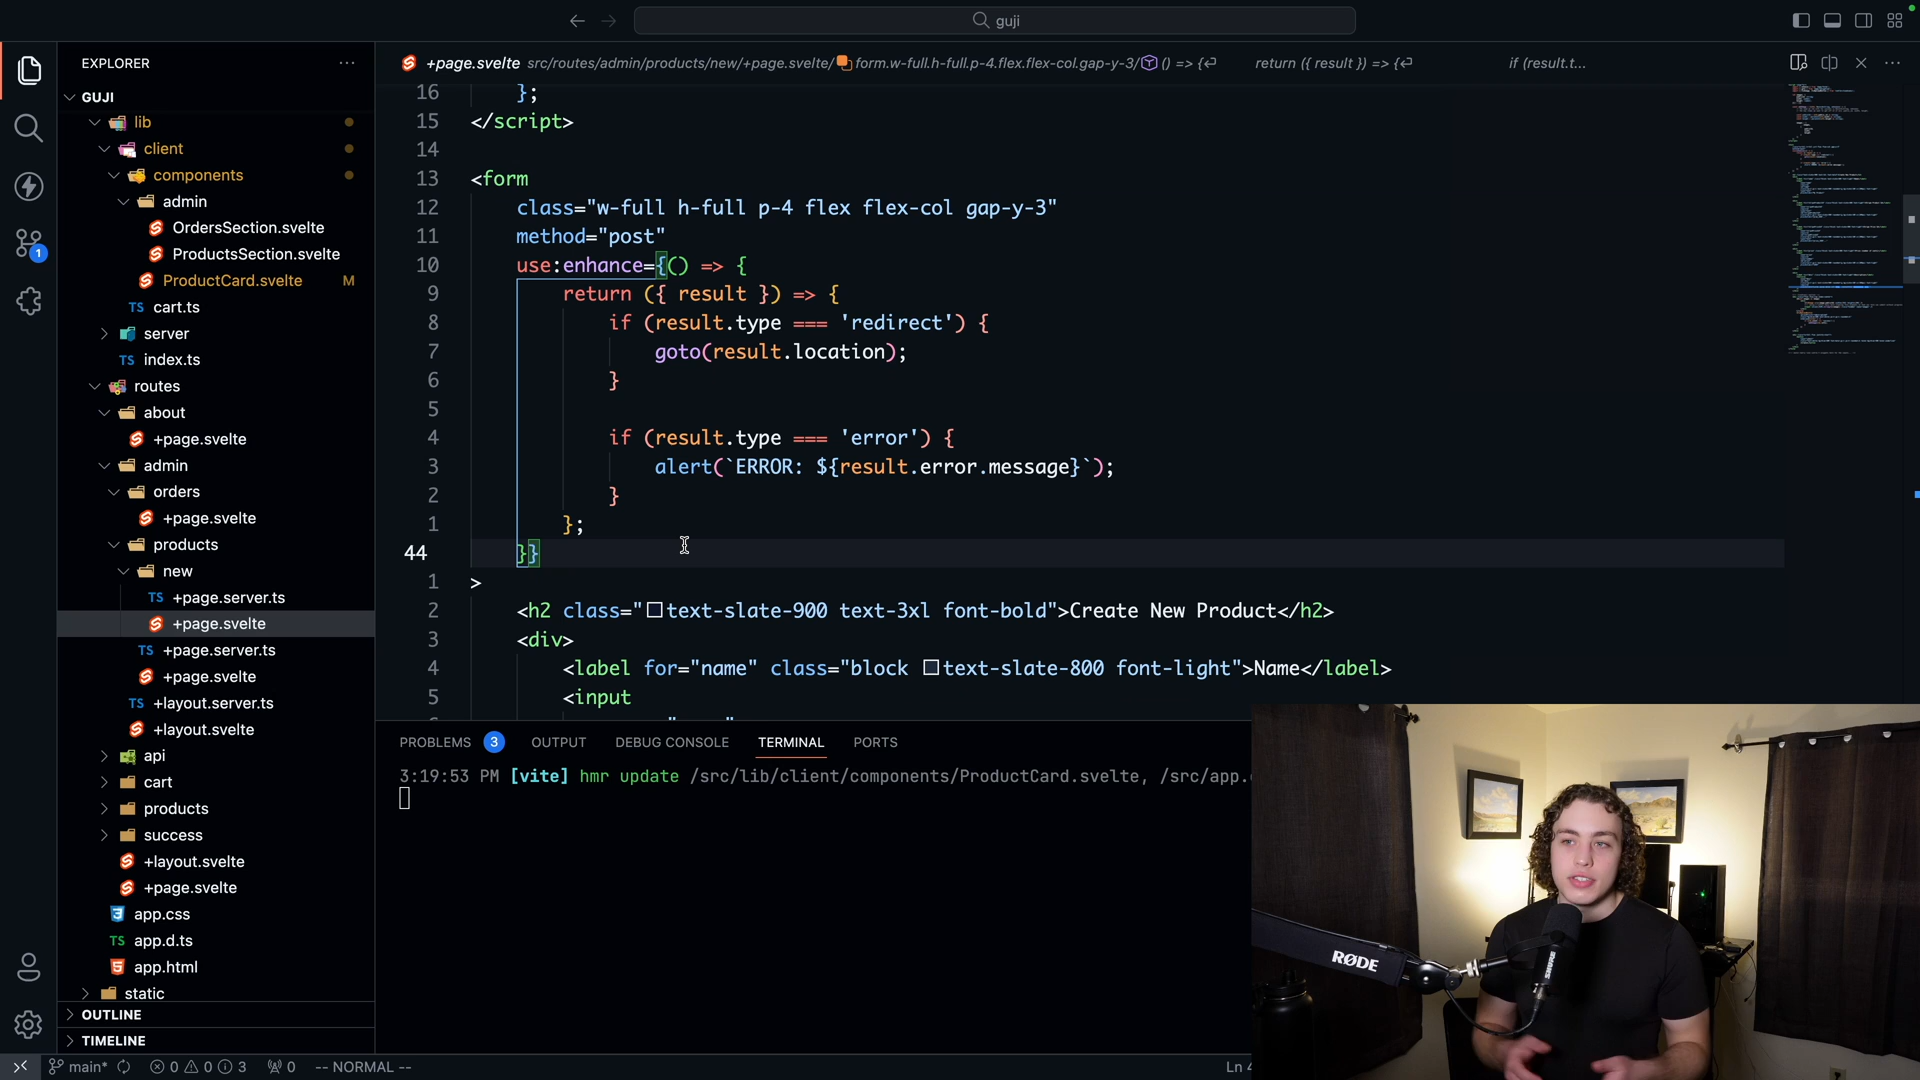 guji
EXPLORER
GUJI
lib
client
components
admin
OrdersSection.svelte
ProductsSection.svelte
ProductCard.svelte M
TS cart.ts
server
TS index.ts
routes
about
+page.svelte
admin
orders
+page.svelte
products
new
TS +page.server.ts
+page.svelte
TS +page.server.ts
+page.svelte
TS +layout.server.ts
+layout.svelte
api
cart
products
success
+layout.svelte
+page.svelte
app.css
TS app.d.ts
app.html
static
OUTLINE
TIMELINE
1
+page.svelte src/routes/admin/products/new/+page.svelte/ form.w-full.h-full.p-4.flex.flex-col.gap-y-3/ () => {↵ return ({ result }) => {↵ if (result.t...
16 };
15 </script>
14
13 <form
12 class="w-full h-full p-4 flex flex-col gap-y-3"
11 method="post"
10 use:enhance={() => {
9 return ({ result }) => {
8 if (result.type === 'redirect') {
7 goto(result.location);
6 }
5
4 if (result.type === 'error') {
3 alert(`ERROR: ${result.error.message}`);
2 }
1 };
44 }}
1 >
2 <h2 class="text-slate-900 text-3xl font-bold">Create New Product</h2>
3 <div>
4 <label for="name" class="block text-slate-800 font-light">Name</label>
5 <input
PROBLEMS 3 OUTPUT DEBUG CONSOLE TERMINAL PORTS
3:19:53 PM [vite] hmr update /src/lib/client/components/ProductCard.svelte, /src/app.
RØDE
SHURE
main* 0 0 3 0 -- NORMAL -- Ln 4